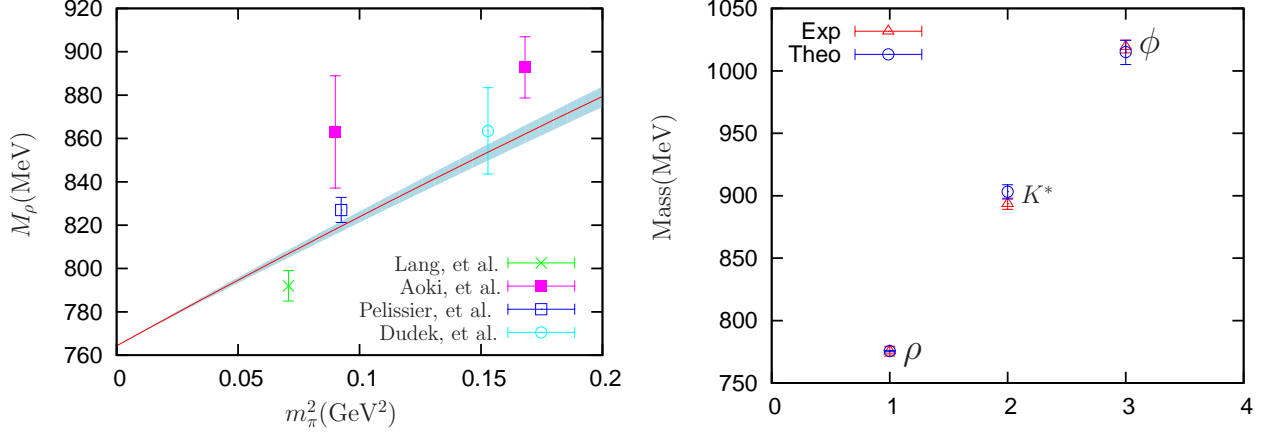 920
900
880
860
840
820
800
780
760
0
0.05
0.1
0.15
0.2
M_ρ(MeV)
m_π^2(GeV^2)
Lang, et al.
Aoki, et al.
Pelissier, et al.
Dudek, et al.
1050
1000
950
900
850
800
750
0
1
2
3
4
Mass(MeV)
Exp
Theo
ρ
K*
ϕ